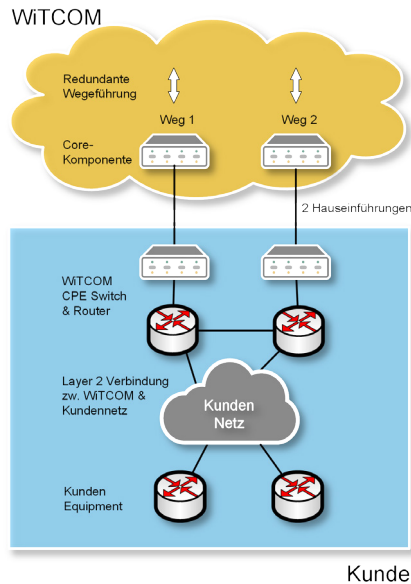 WiTCOM
Redundante
Wegeführung
Weg 1
Weg 2
Core-
Komponente
2 Hauseinführungen
WiTCOM
CPE Switch
& Router
Layer 2 Verbindung
zw. WiTCOM &
Kundennetz
Kunden
Netz
Kunden
Equipment
Kunde